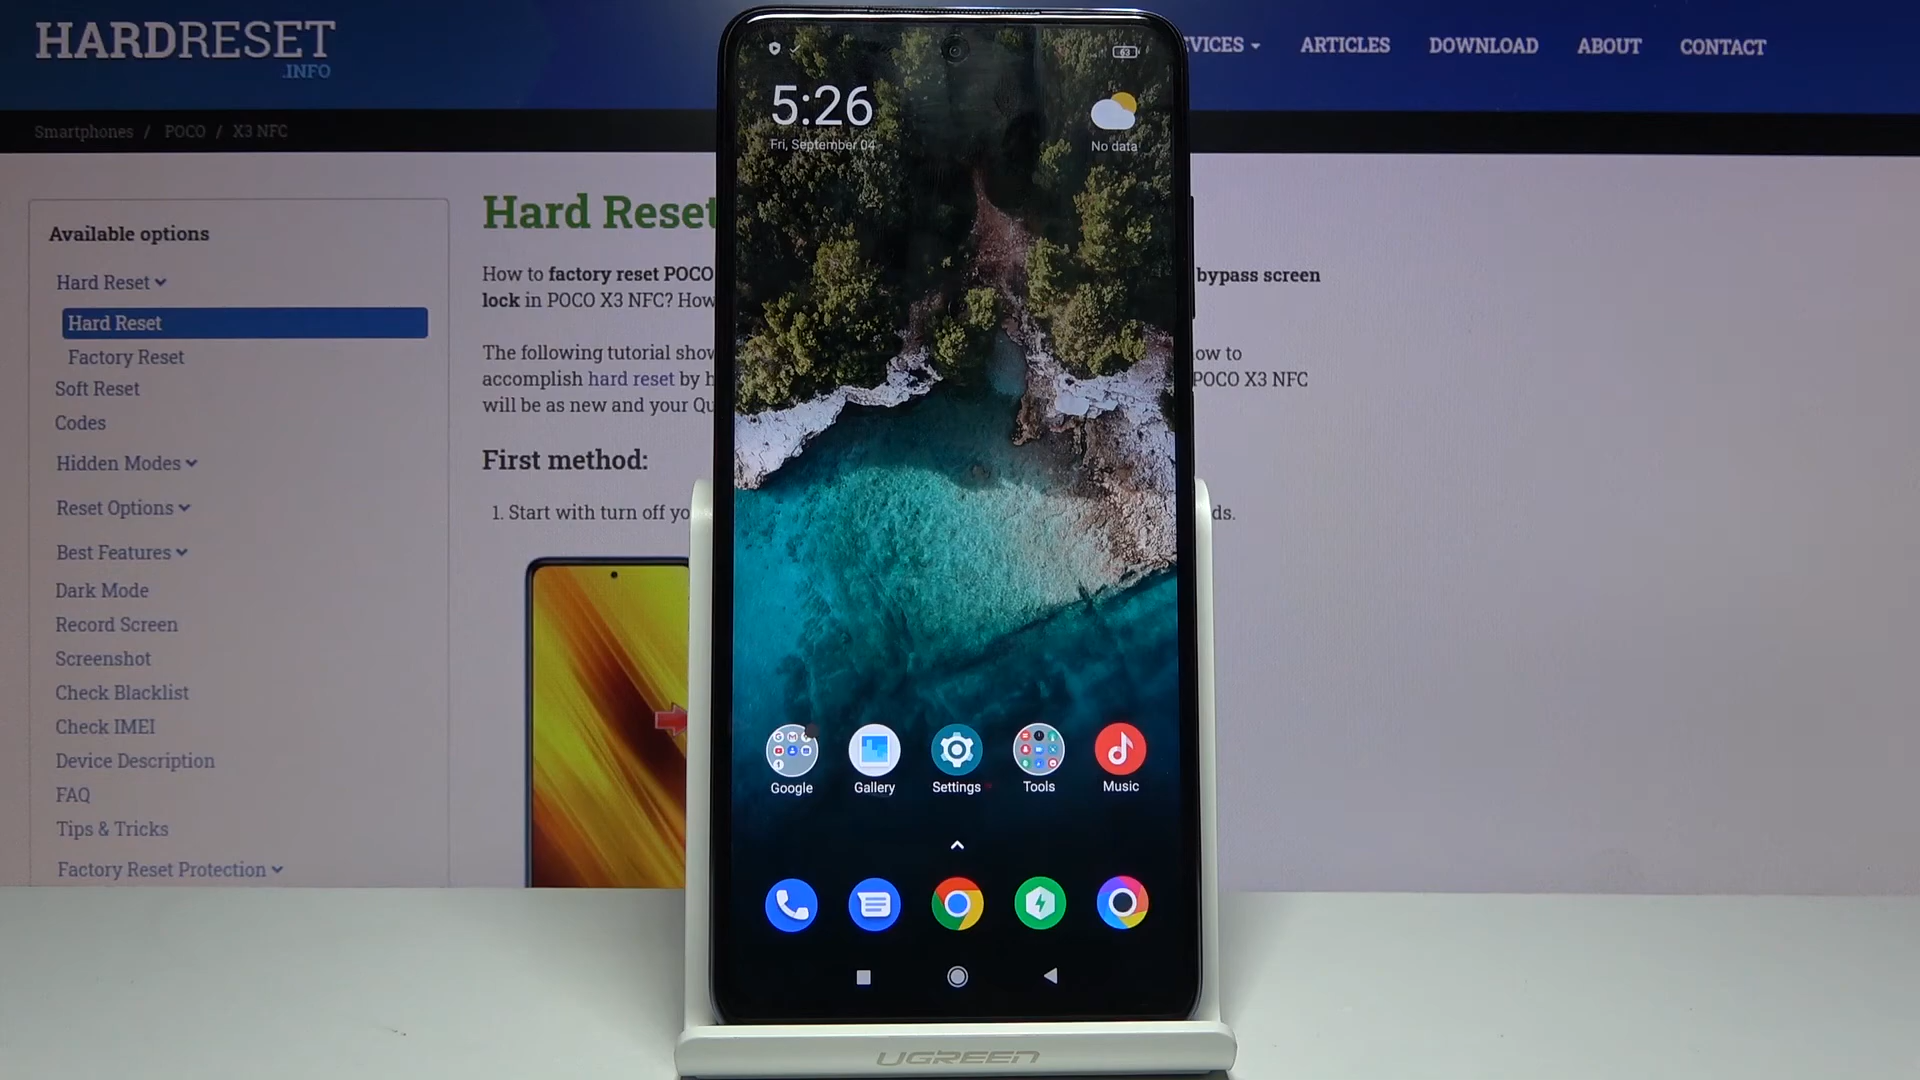 HARDRESET
.INFO
VICES
ARTICLES
DOWNLOAD
ABOUT
CONTACT
Smartphones / POCO / X3 NFC
Available options
Hard Reset
Hard Reset
Factory Reset
Soft Reset
Codes
Hidden Modes
Reset Options
Best Features
Dark Mode
Record Screen
Screenshot
Check Blacklist
Check IMEI
Device Description
FAQ
Tips & Tricks
Factory Reset Protection
Hard Reset
How to factory reset POCO
bypass screen
lock in POCO X3 NFC? How
The following tutorial show
ow to
accomplish hard reset by h
POCO X3 NFC
will be as new and your Qu
First method:
1. Start with turn off yo
ds.
63
5:26
Fri, September 04
No data
Google
Gallery
Settings
Tools
Music
UGREEN